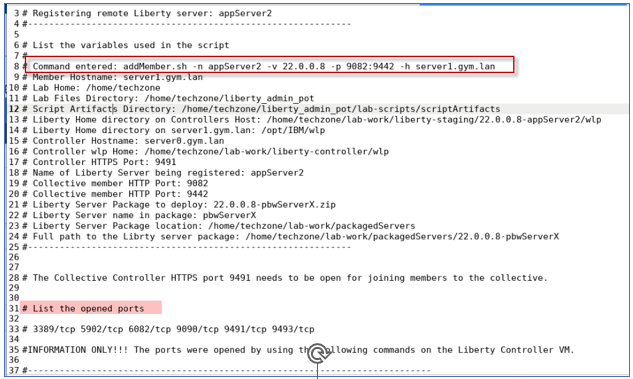 3 # Registering remote Liberty server: appServer2
4 #----------------------------------------------------------
5
6 # List the variables used in the script
7 #
8 # Command entered: addMember.sh -n appServer2 -v 22.0.0.8 -p 9082:9442 -h server1.gym.lan
9 # Member Hostname: server1.gym.lan
10 # Lab Home: /home/techzone
11 # Lab Files Directory: /home/techzone/liberty_admin_pot
12 # Script Artifacts Directory: /home/techzone/liberty_admin_pot/lab-scripts/scriptArtifacts
13 # Liberty Home directory on Controllers Host: /home/techzone/lab-work/liberty-staging/22.0.0.8-appServer2/wlp
14 # Liberty Home directory on server1.gym.lan: /opt/IBM/wlp
15 # Controller Hostname: server0.gym.lan
16 # Controller wlp Home: /home/techzone/lab-work/liberty-controller/wlp
17 # Controller HTTPS Port: 9491
18 # Name of Liberty Server being registered: appServer2
19 # Collective member HTTP Port: 9082
20 # Collective member HTTP Port: 9442
21 # Liberty Server Package to deploy: 22.0.0.8-pbwServerX.zip
22 # Liberty Server name in package: pbwServerX
23 # Liberty Server Package location: /home/techzone/lab-work/packagedServers
24 # Full path to the Librty server package: /home/techzone/lab-work/packagedServers/22.0.0.8-pbwServerX
25 #----------------------------------------------------------
26
27
28 # The Collective Controller HTTPS port 9491 needs to be open for joining members to the collective.
29
30
31 # List the opened ports
32
33 # 3389/tcp 5902/tcp 6082/tcp 9090/tcp 9491/tcp 9493/tcp
34
35 #INFORMATION ONLY!!! The ports were opened by using the following commands on the Liberty Controller VM.
36
37 #------------------------------------------------------------------------